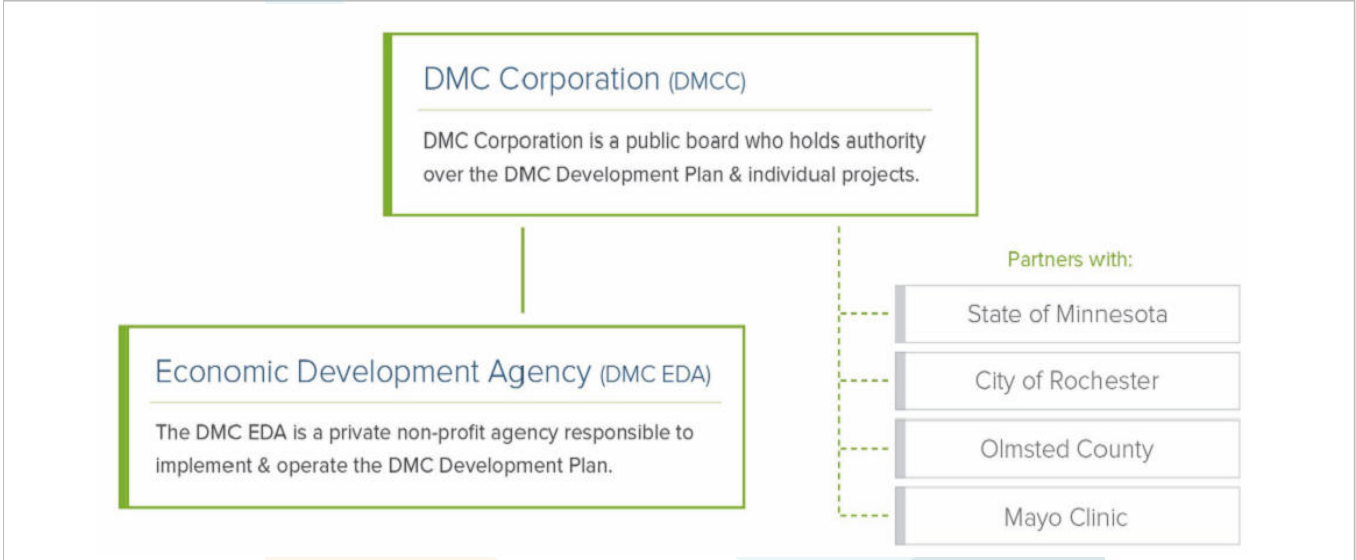 DMC Corporation (DMCC)
DMC Corporation is a public board who holds authority
over the DMC Development Plan & individual projects.
Partners with:
State of Minnesota
City of Rochester
Olmsted County
Mayo Clinic
Economic Development Agency (DMC EDA)
The DMC EDA is a private non-profit agency responsible to
implement & operate the DMC Development Plan.